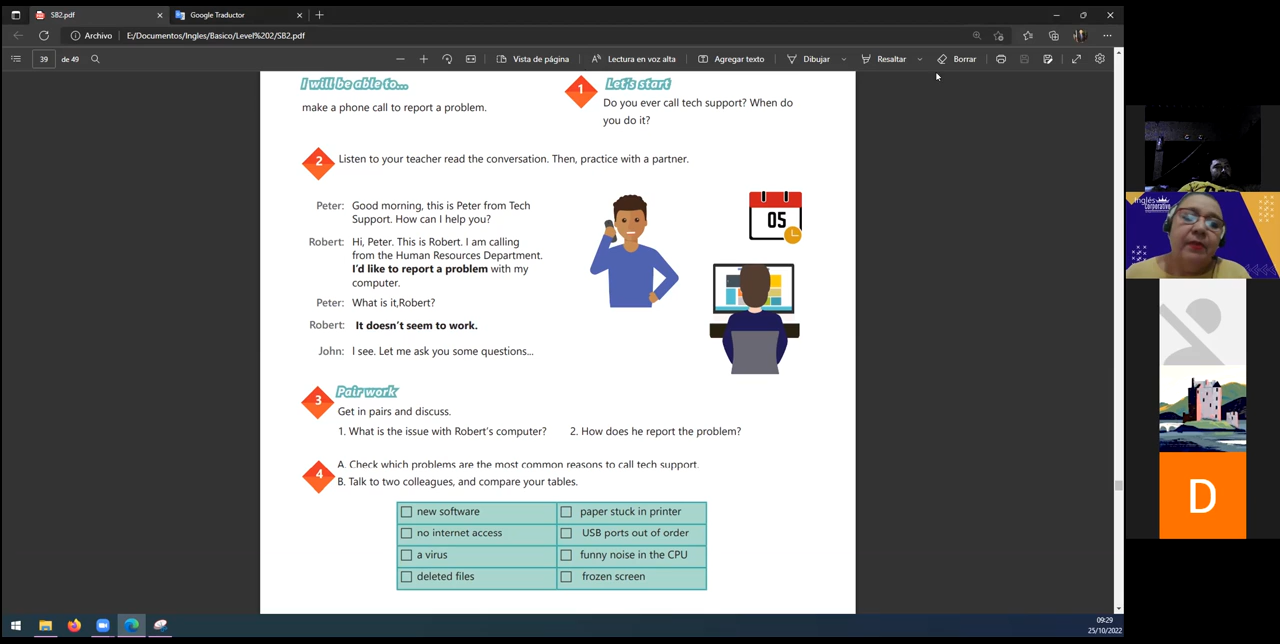 SB2.pdf
Google Traductor
Archivo
E:/Documentos/Ingles/Basico/Level%202/SB2.pdf
39
de 49
Vista de página
Lectura en voz alta
Agregar texto
Dibujar
Resaltar
Borrar
I will be able to...
make a phone call to report a problem.
1
Let's start
Do you ever call tech support? When do
you do it?
2
Listen to your teacher read the conversation. Then, practice with a partner.
Peter: Good morning, this is Peter from Tech
Support. How can I help you?
Robert: Hi, Peter. This is Robert. I am calling
from the Human Resources Department.
I'd like to report a problem with my
computer.
Peter: What is it,Robert?
Robert: It doesn't seem to work.
John: I see. Let me ask you some questions...
05
3
Pair work
Get in pairs and discuss.
1. What is the issue with Robert's computer?
2. How does he report the problem?
4
A. Check which problems are the most common reasons to call tech support.
B. Talk to two colleagues, and compare your tables.
new software
paper stuck in printer
no internet access
USB ports out of order
a virus
funny noise in the CPU
deleted files
frozen screen
Inglés
Corporativo
D
09:29
25/10/2022